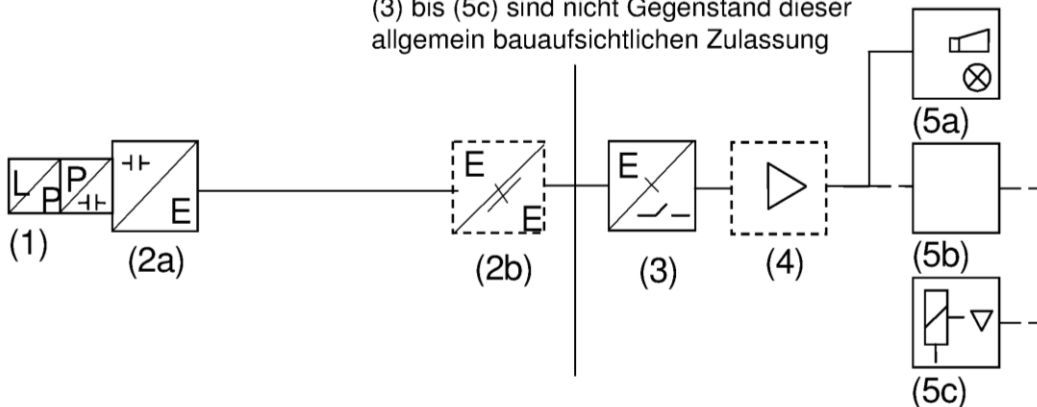 (3) bis (5c) sind nicht Gegenstand dieser
allgemein bauaufsichtlichen Zulassung
L
P
P
E
E
E
E
(1)
(2a)
(2b)
(3)
(4)
(5a)
(5b)
(5c)